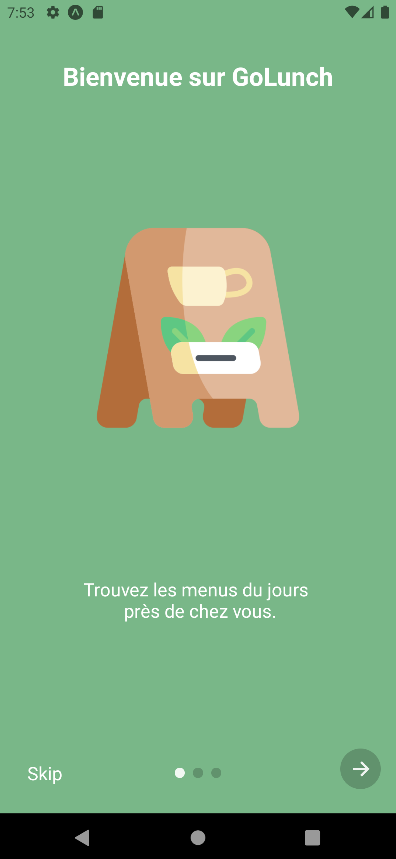 7:53
Bienvenue sur GoLunch
Trouvez les menus du jours
près de chez vous.
Skip